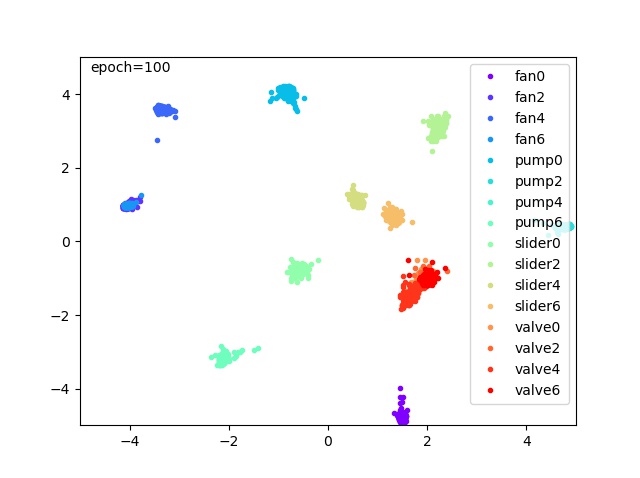 epoch=100
fan0
fan2
fan4
fan6
pump0
pump2
pump4
pump6
slider0
slider2
slider4
slider6
valve0
valve2
valve4
valve6
4
2
0
−2
−4
−4
−2
0
2
4